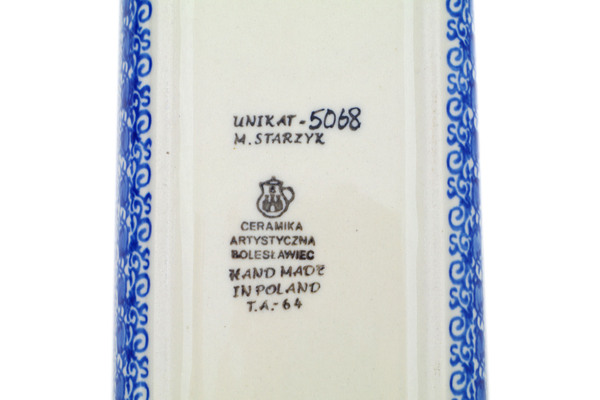 UNIKAT-5068
M. STARZYK
CERAMIKA
ARTYSTYCZNA
BOLESŁAWIEC
HAND MADE
IN POLAND
T.A.-64